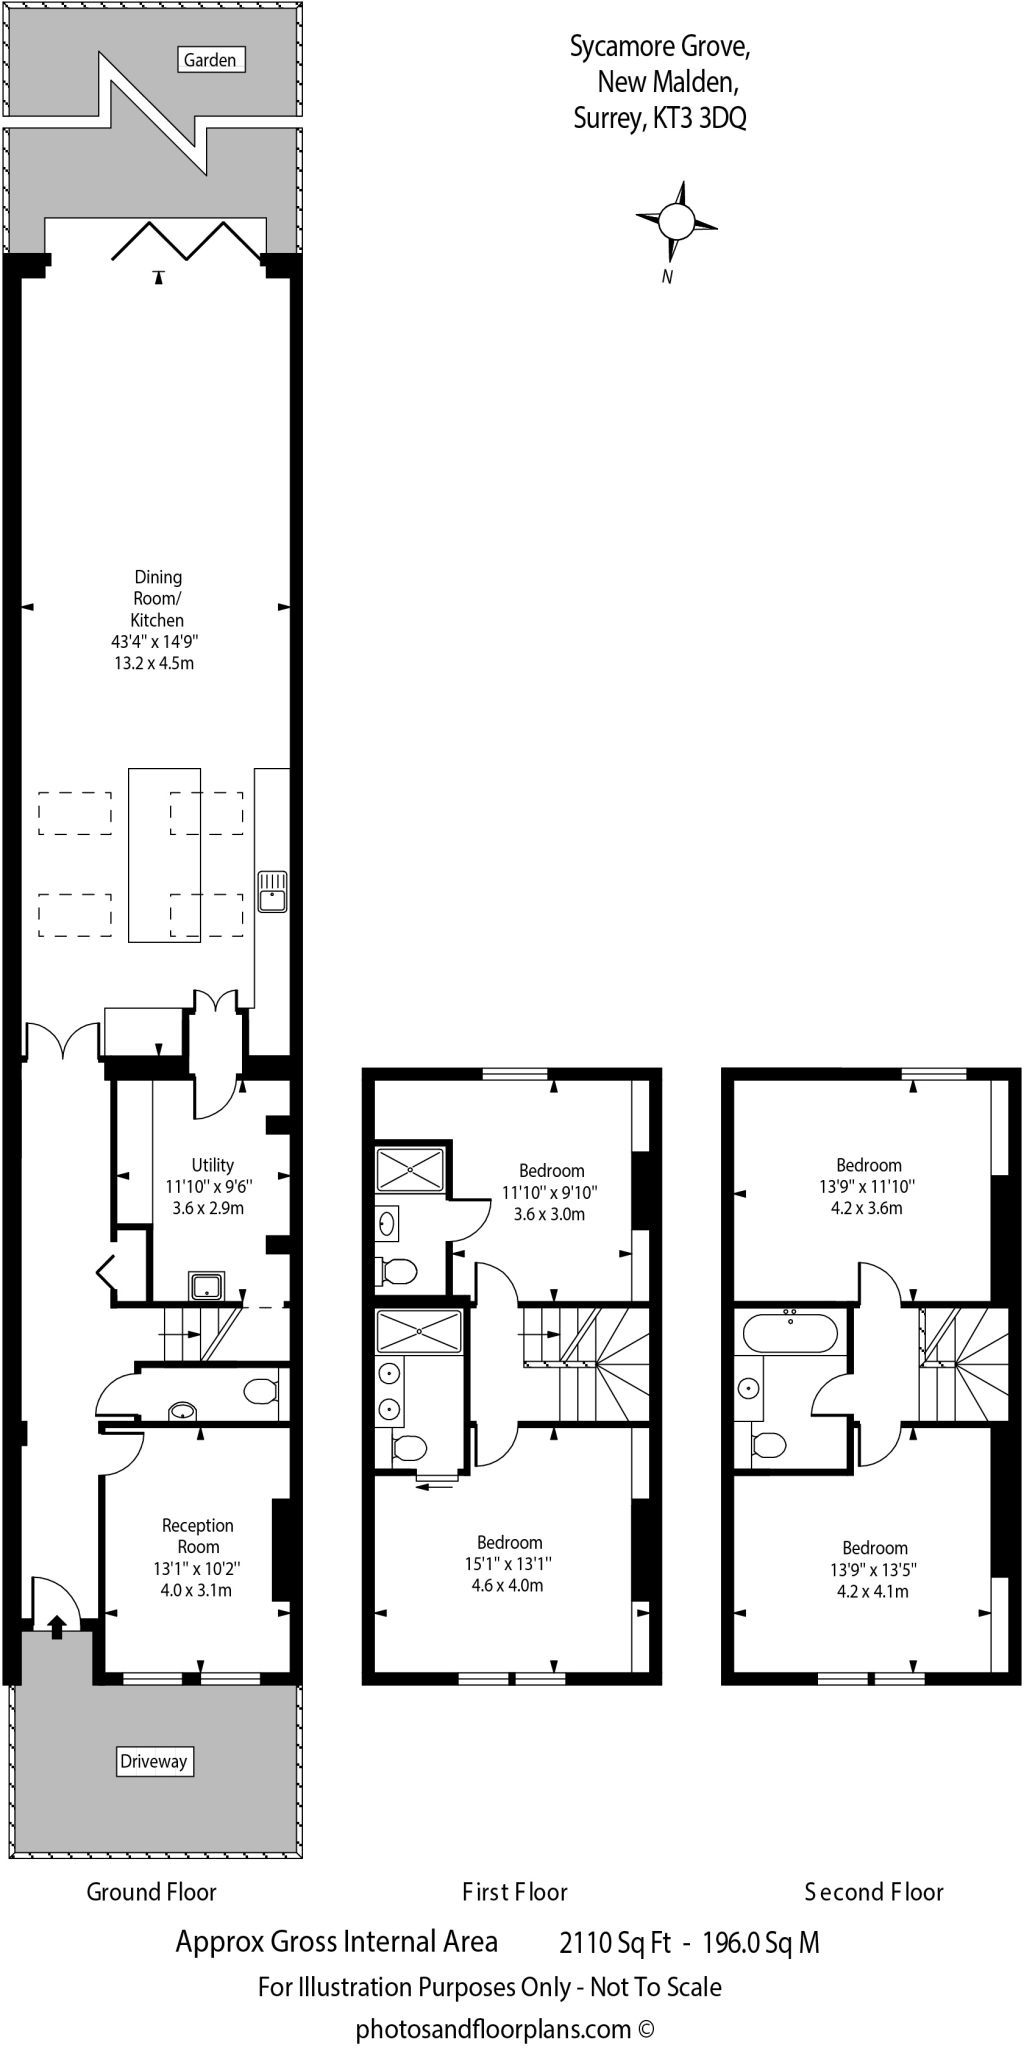 Sycamore Grove,
New Malden,
Surrey, KT3 3DQ
N
Garden
Dining
Room/
Kitchen
43'4" x 14'9"
13.2 x 4.5m
Utility
11'10" x 9'6"
3.6 x 2.9m
Reception
Room
13'1" x 10'2"
4.0 x 3.1m
Driveway
Ground Floor
Bedroom
11'10" x 9'10"
3.6 x 3.0m
Bedroom
15'1" x 13'1"
4.6 x 4.0m
First Floor
Bedroom
13'9" x 11'10"
4.2 x 3.6m
Bedroom
13'9" x 13'5"
4.2 x 4.1m
Second Floor
Approx Gross Internal Area 2110 Sq Ft - 196.0 Sq M
For Illustration Purposes Only - Not To Scale
photosandfloorplans.com ©